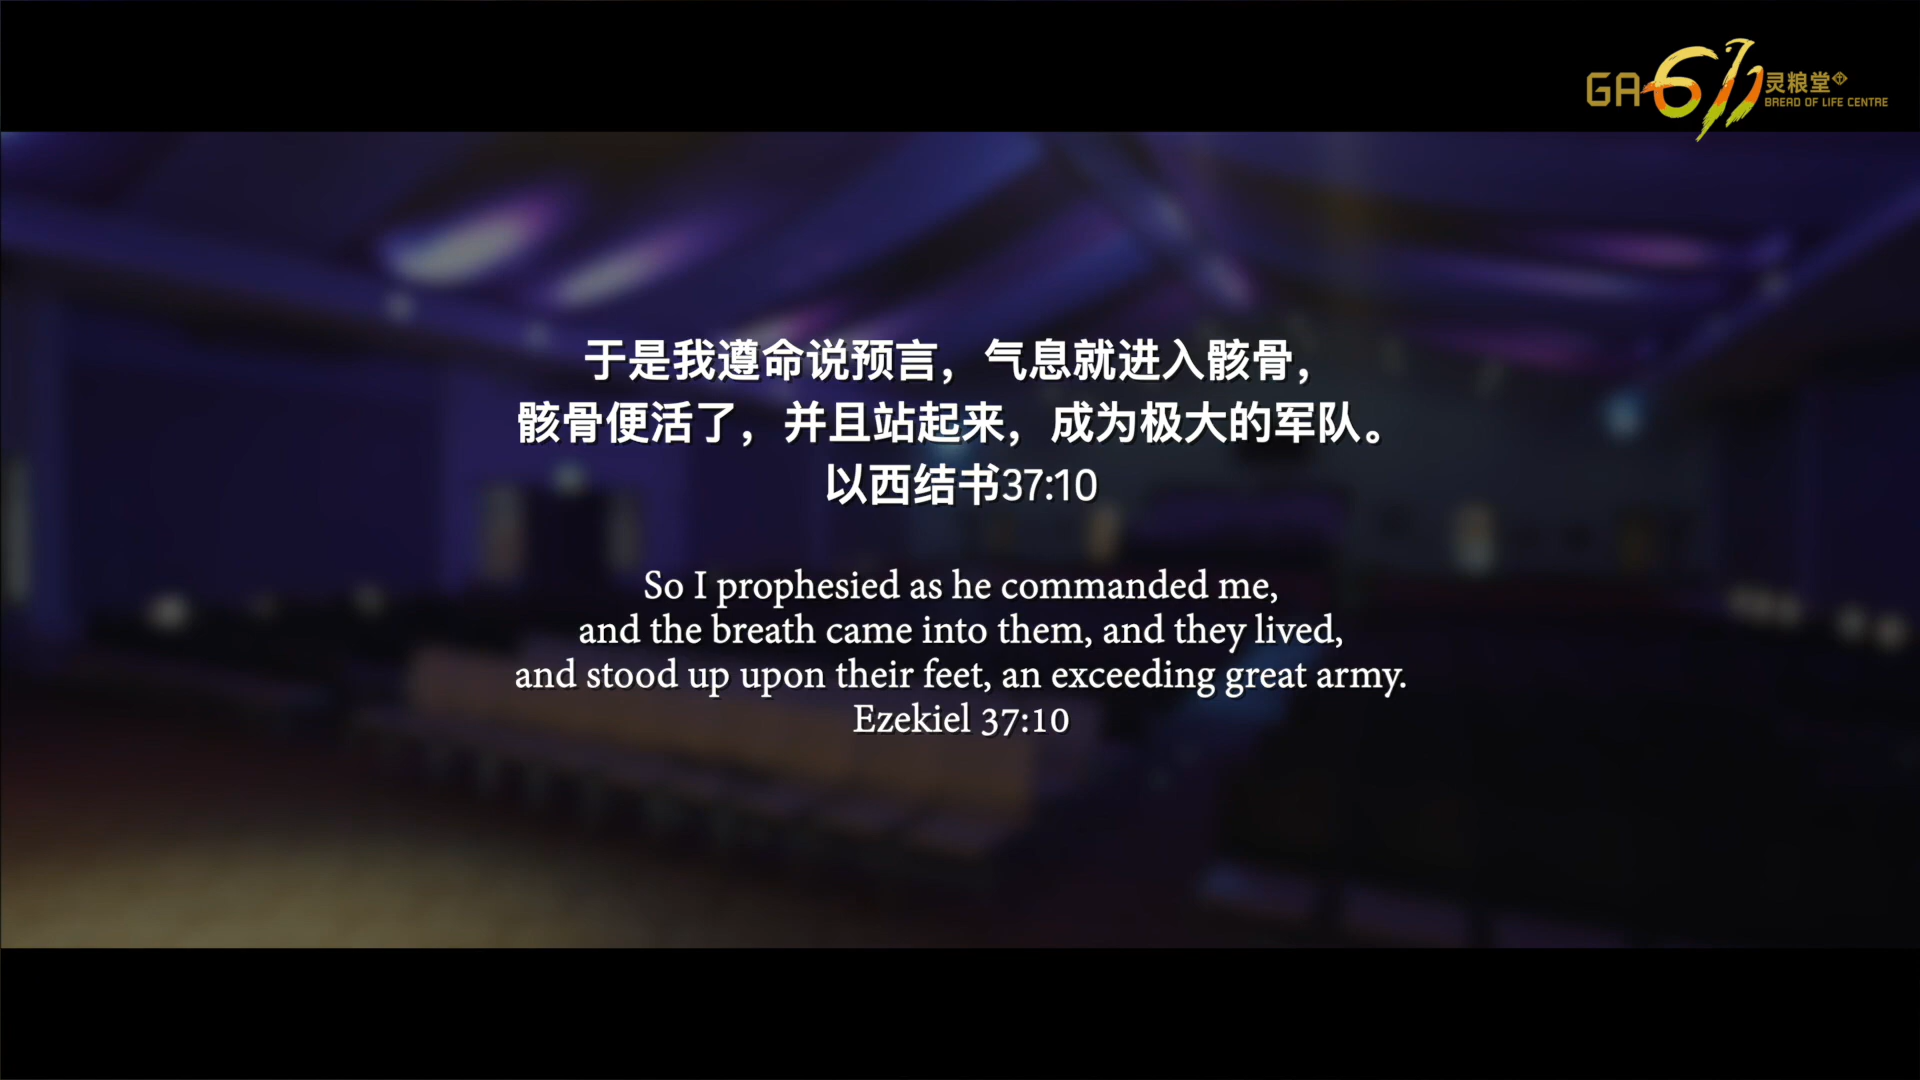 GA 611 灵粮堂
BREAD OF LIFE CENTRE
于是我遵命说预言，气息就进入骸骨，
骸骨便活了，并且站起来，成为极大的军队。
以西结书37:10
So I prophesied as he commanded me,
and the breath came into them, and they lived,
and stood up upon their feet, an exceeding great army.
Ezekiel 37:10